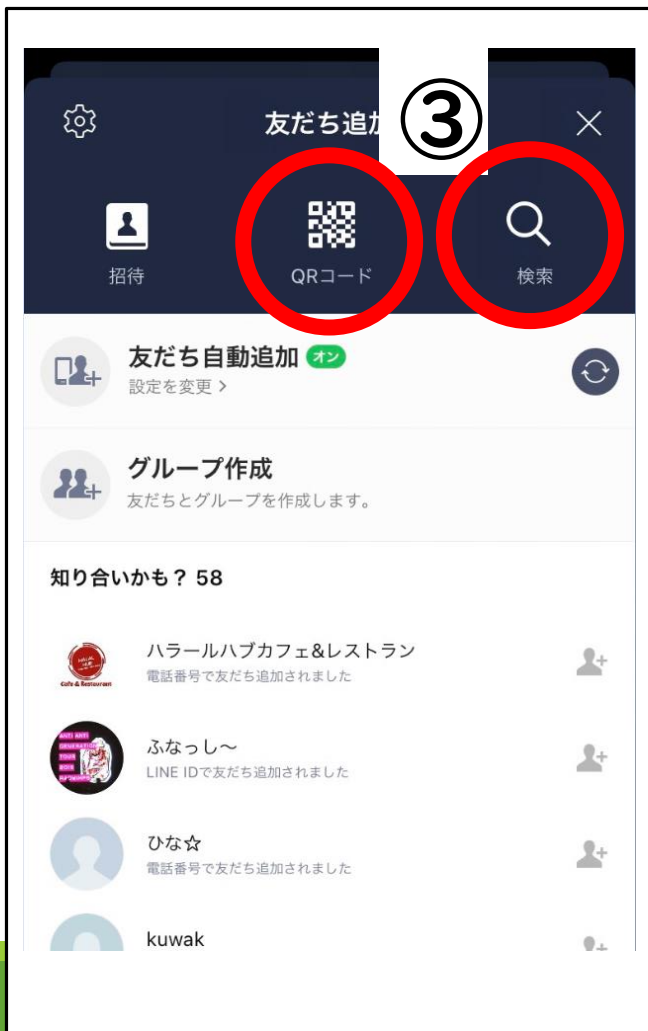 友だち追加
③
招待
QRコード
検索
友だち自動追加 オン
設定を変更 >
グループ作成
友だちとグループを作成します。
知り合いかも？ 58
ハラールハブカフェ&レストラン
電話番号で友だち追加されました
Cafe & Restaurant
ふなっし～
LINE IDで友だち追加されました
ひな☆
電話番号で友だち追加されました
kuwak